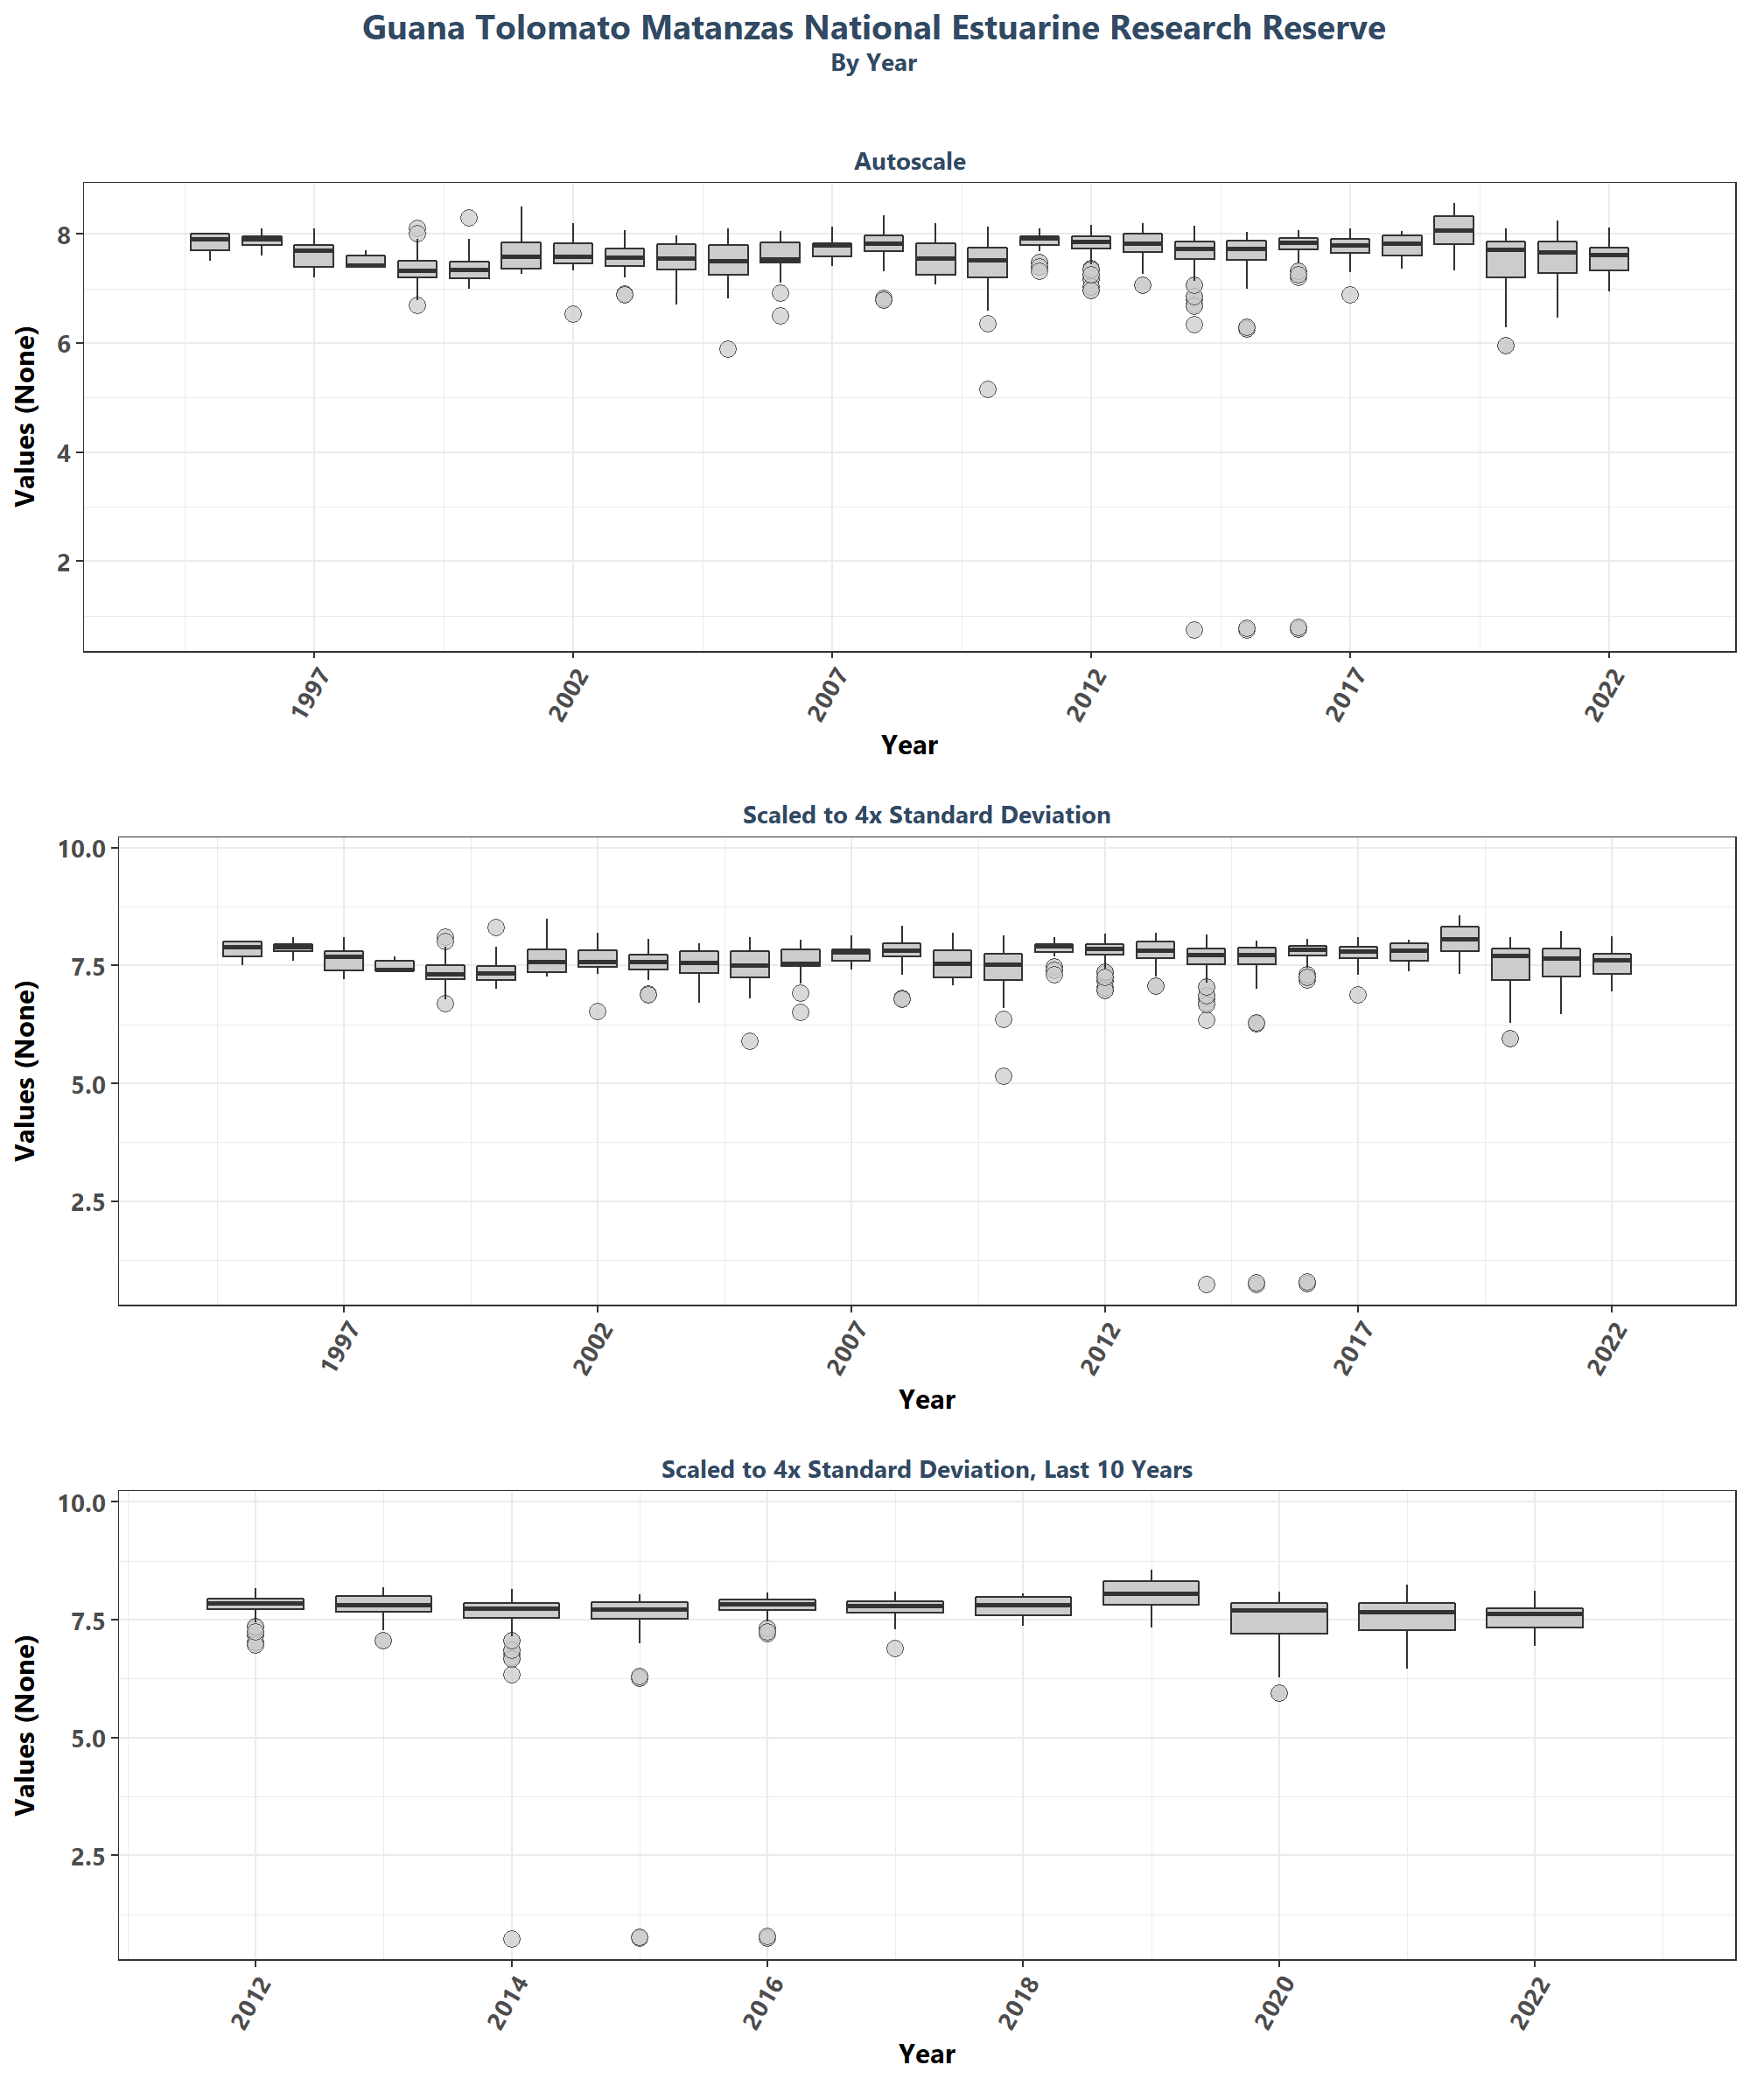 Guana Tolomato Matanzas National Estuarine Research Reserve
By Year
Autoscale
Values (None)
8
6
4
2
1997 2002 2007 2012 2017 2022
Year
Scaled to 4x Standard Deviation
Values (None)
10.0
7.5
5.0
2.5
1997 2002 2007 2012 2017 2022
Year
Scaled to 4x Standard Deviation, Last 10 Years
Values (None)
10.0
7.5
5.0
2.5
2012 2014 2016 2018 2020 2022
Year